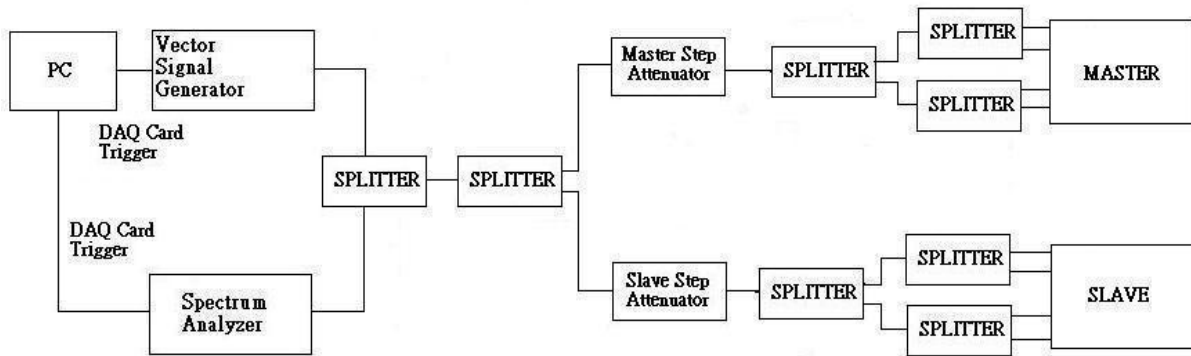 PC
Vector
Signal
Generator
DAQ Card
Trigger
DAQ Card
Trigger
Spectrum
Analyzer
SPLITTER
SPLITTER
Master Step
Attenuator
SPLITTER
SPLITTER
SPLITTER
MASTER
Slave Step
Attenuator
SPLITTER
SPLITTER
SPLITTER
SLAVE